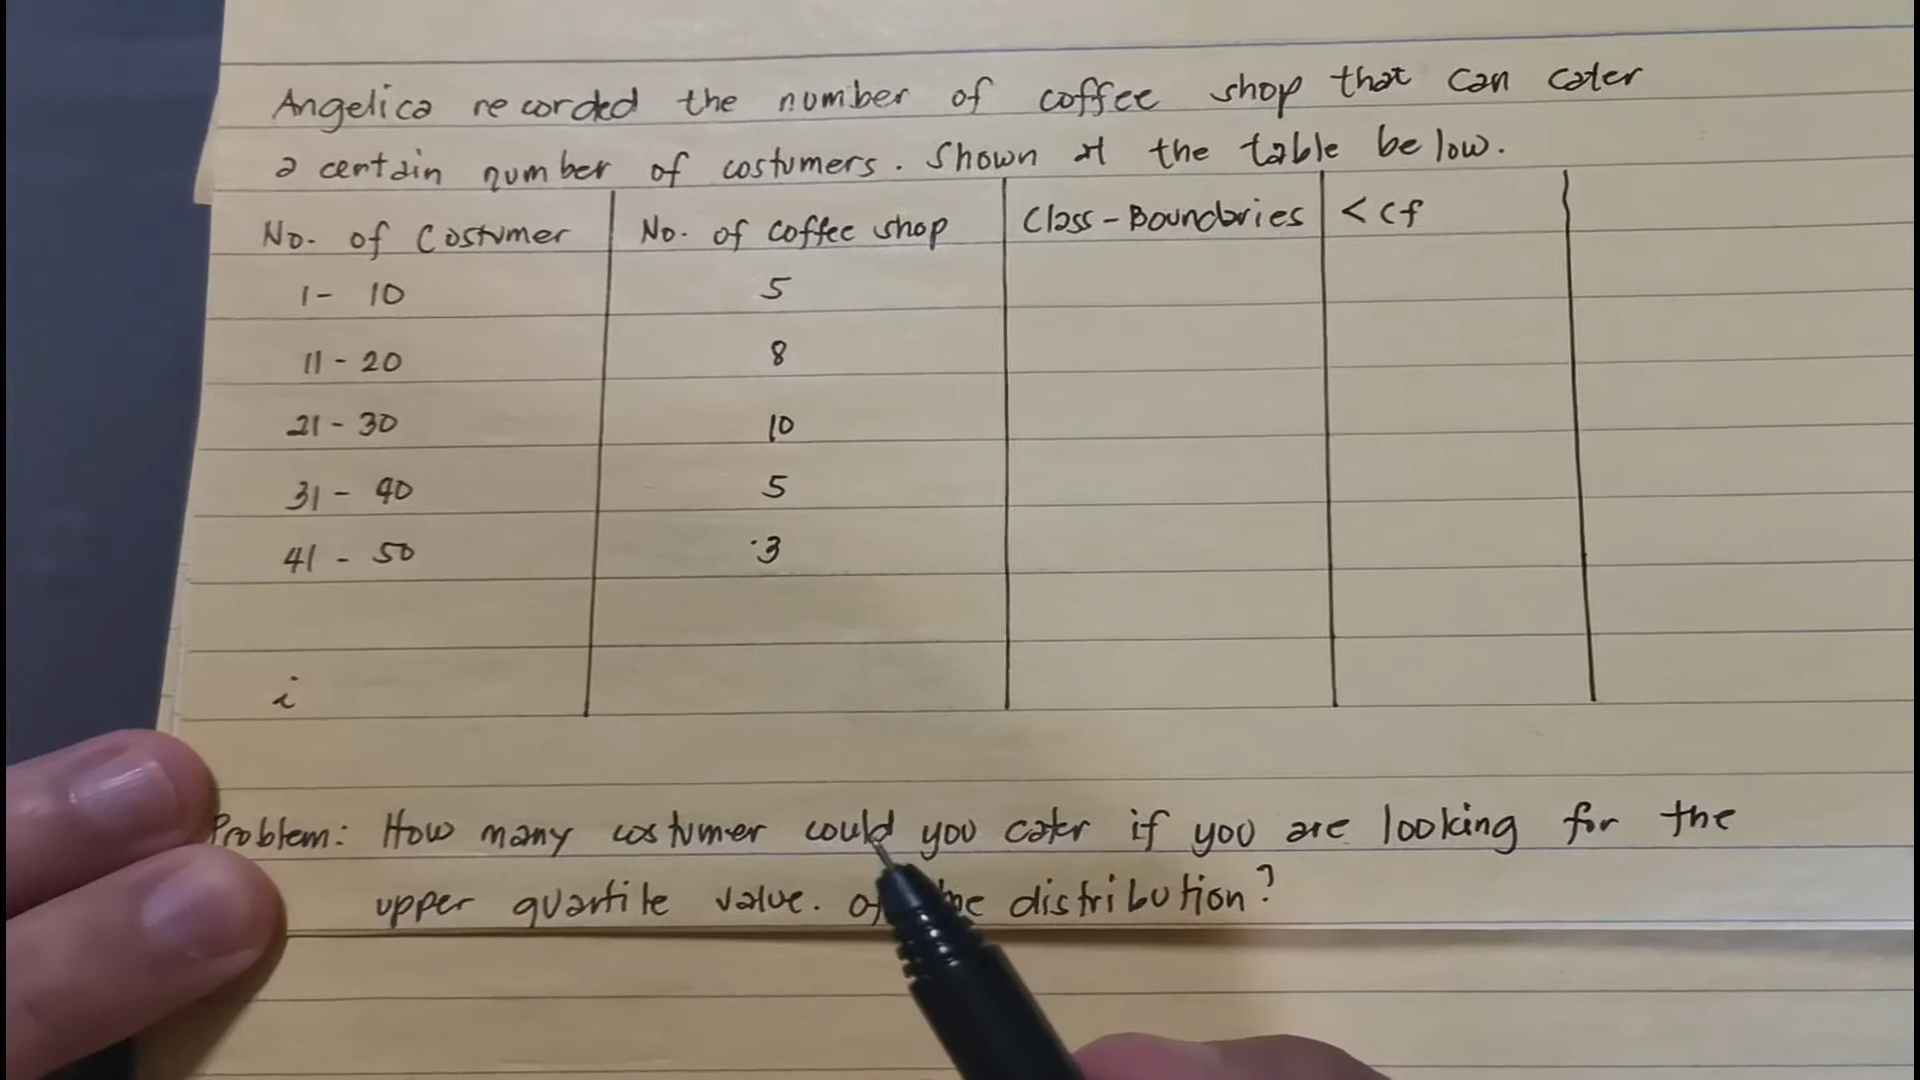 Angelica recorded the number of coffee shop that can cater
a certain number of costumers. Shown at the table below.
No. of Costumer No. of coffee shop Class-Boundaries <cf
1- 10 5
11 - 20 8
21 - 30 10
31 - 40 5
41 - 50 3
i
Problem: How many costumer could you cater if you are looking for the
upper quartile value. distribution?